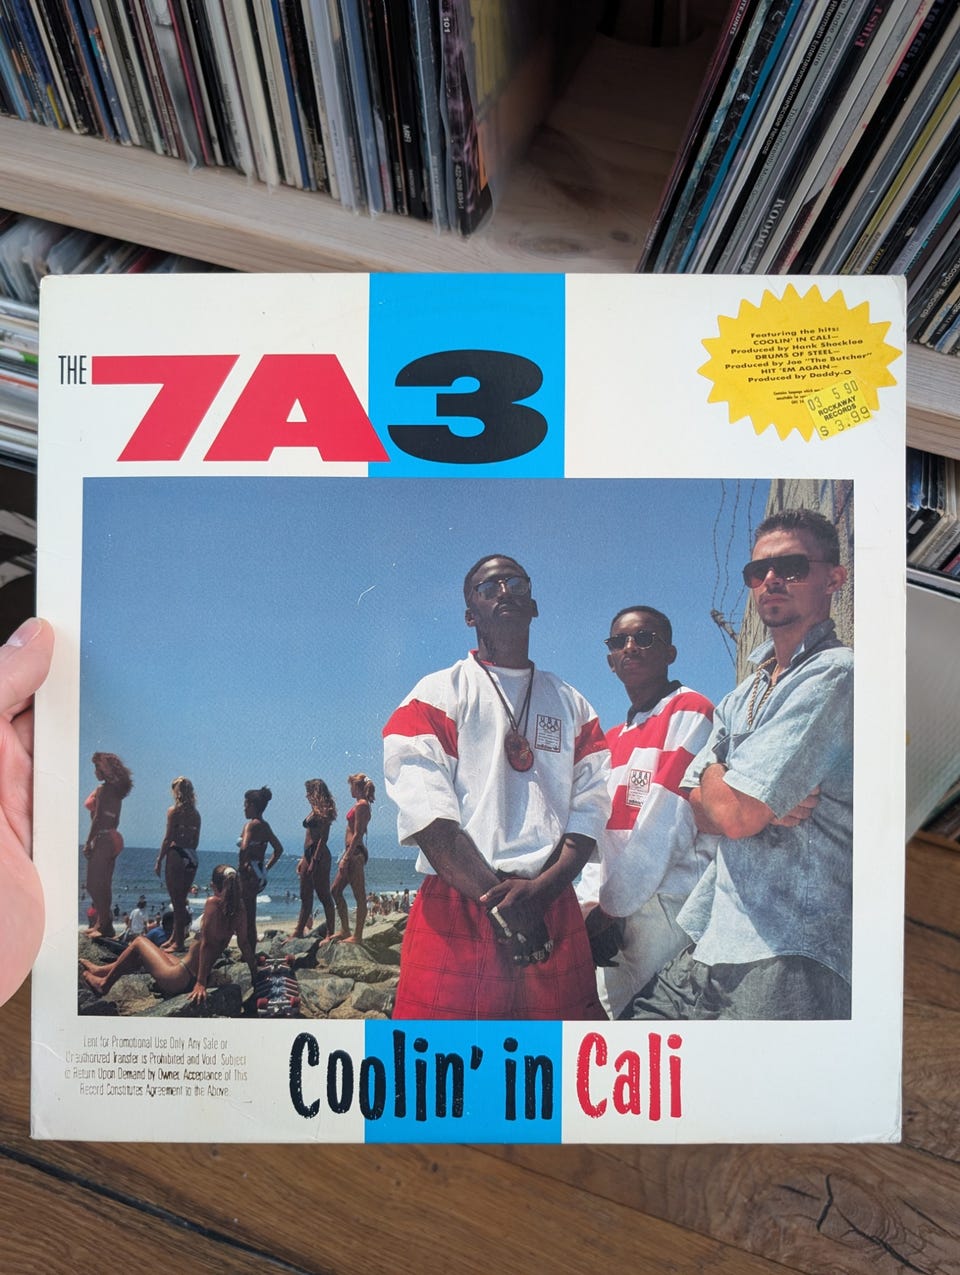 THE 7A3
Featuring the hits:
COOLIN' IN CALI—
Produced by Hank Shocklee
DRUMS OF STEEL—
Produced by Joe "The Butcher"
HIT 'EM AGAIN—
Produced by Daddy-O
03 5 90
ROCKAWAY
RECORDS
$ 3.99
USA
USA
Lent for Promotional Use Only Any Sale or
Unauthorized Transfer is Prohibited and Void. Subject
to Return Upon Demand by Owner. Acceptance of This
Record Constitutes Agreement to the Above.
Coolin' in Cali